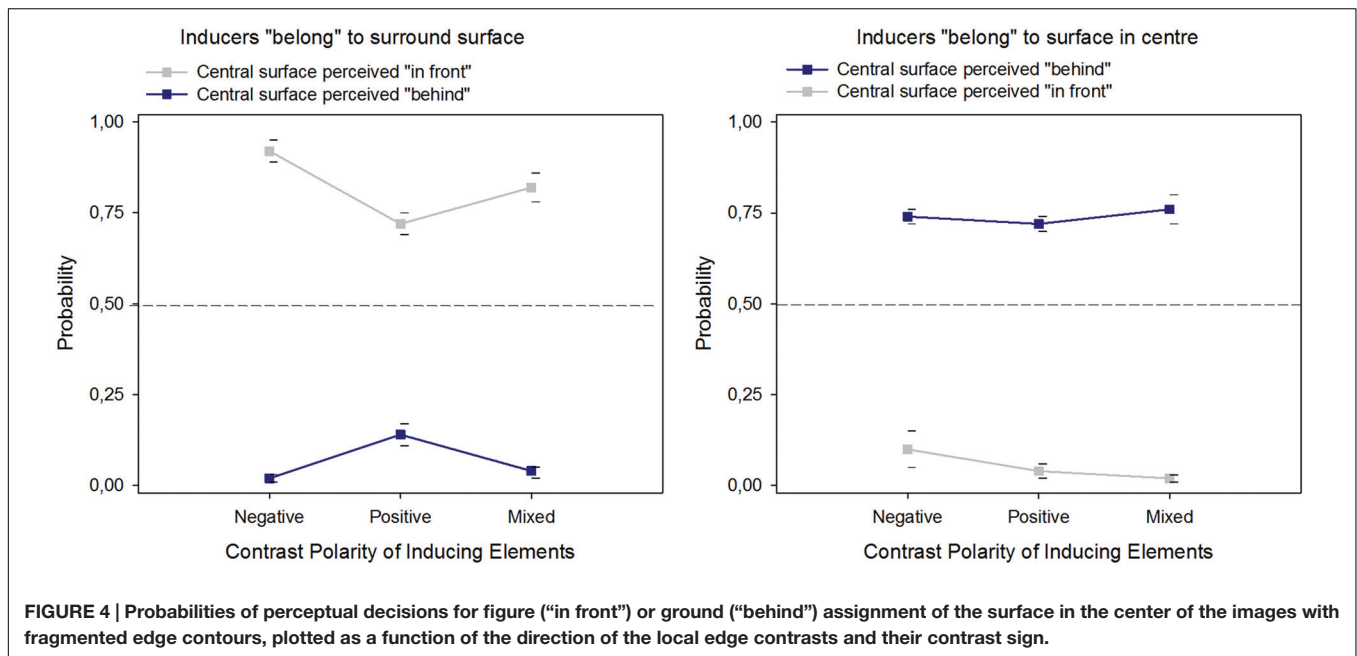 Inducers "belong" to surround surface
Central surface perceived "in front"
Central surface perceived "behind"
1,00
0,75
0,50
0,25
0,00
Probability
Negative
Positive
Mixed
Contrast Polarity of Inducing Elements
Inducers "belong" to surface in centre
Central surface perceived "behind"
Central surface perceived "in front"
1,00
0,75
0,50
0,25
0,00
Probability
Negative
Positive
Mixed
Contrast Polarity of Inducing Elements
FIGURE 4 | Probabilities of perceptual decisions for figure (“in front”) or ground (“behind”) assignment of the surface in the center of the images with
fragmented edge contours, plotted as a function of the direction of the local edge contrasts and their contrast sign.